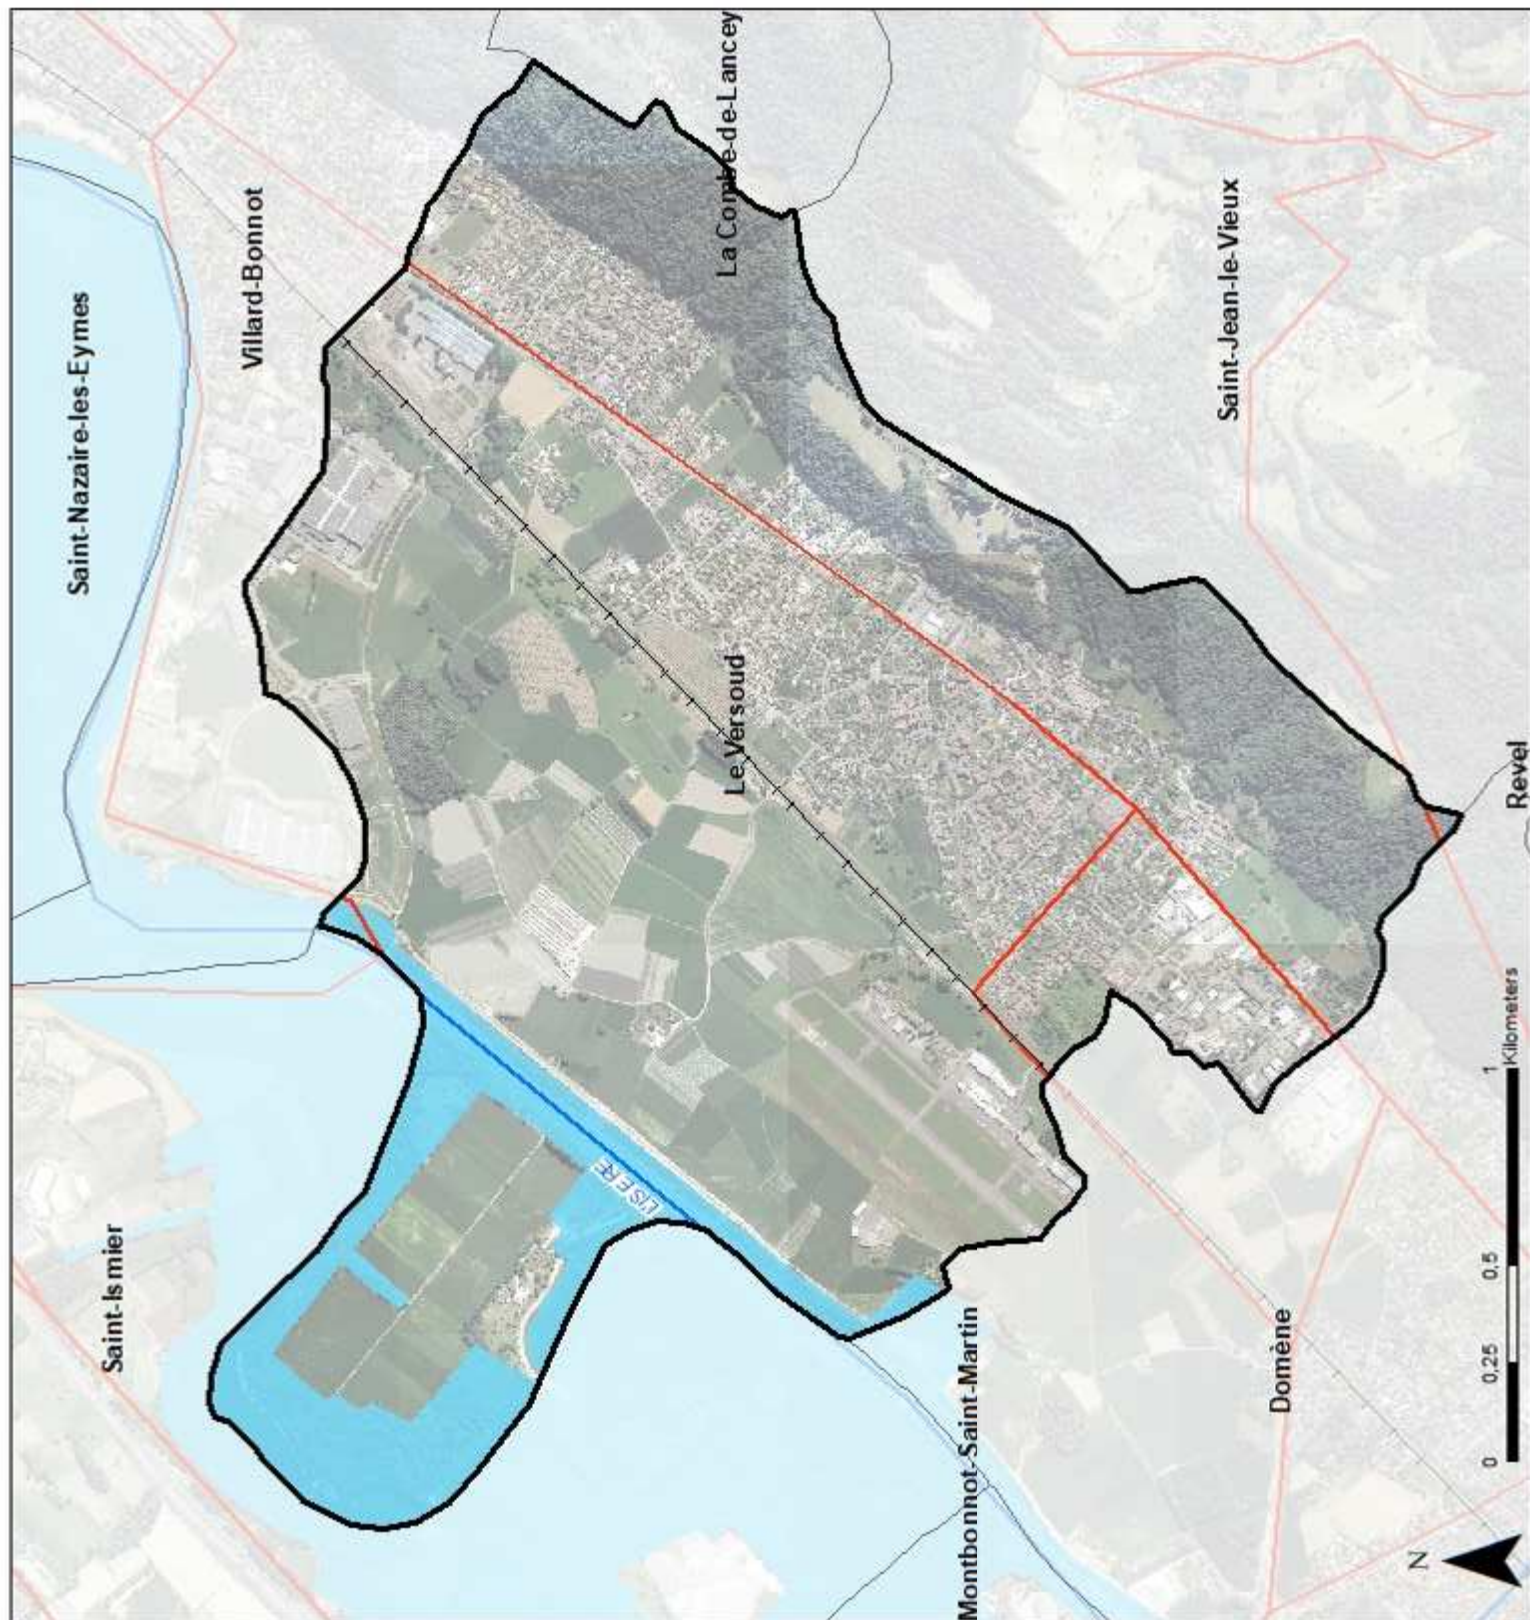 Saint-Nazaire-les-Eymes
Villard-Bonnot
La Combe-de-Lancey
Saint-Jean-le-Vieux
Le Versoud
Revel
L'ISERE
Saint-Ismier
Montbonnot-Saint-Martin
Domène
0 0,25 0,5 1
Kilometers
N